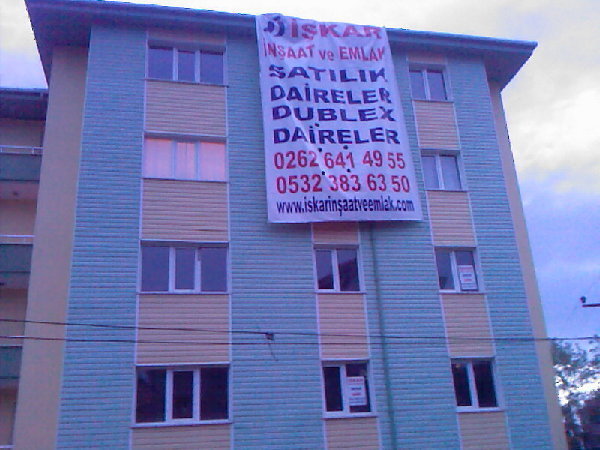 İŞKAR
İNŞAAT ve EMLAK
SATILIK
DAİRELER
DUBLEX
DAİRELER
0262 641 49 55
0532 383 63 50
www.iskarinşaatveemlak.com